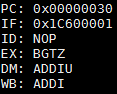 PC: 0x00000030
IF: 0x1C600001
ID: NOP
EX: BGTZ
DM: ADDIU
WB: ADDI